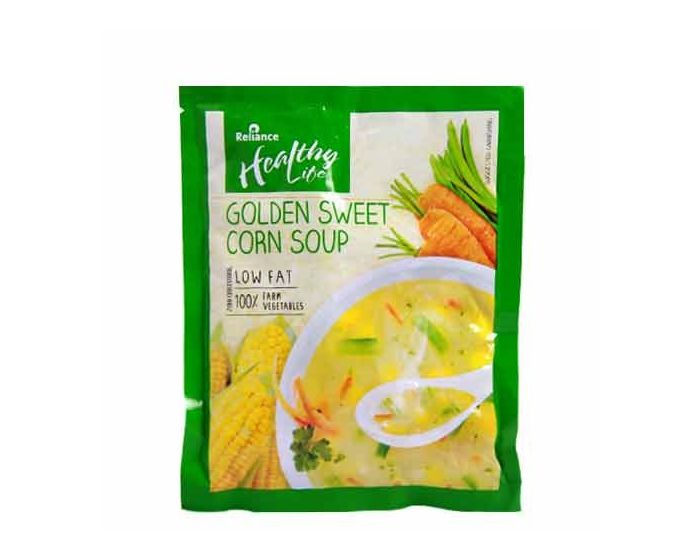 Reliance
Healthy
Life
GOLDEN SWEET
CORN SOUP
LOW FAT
100% FARM
VEGETABLES